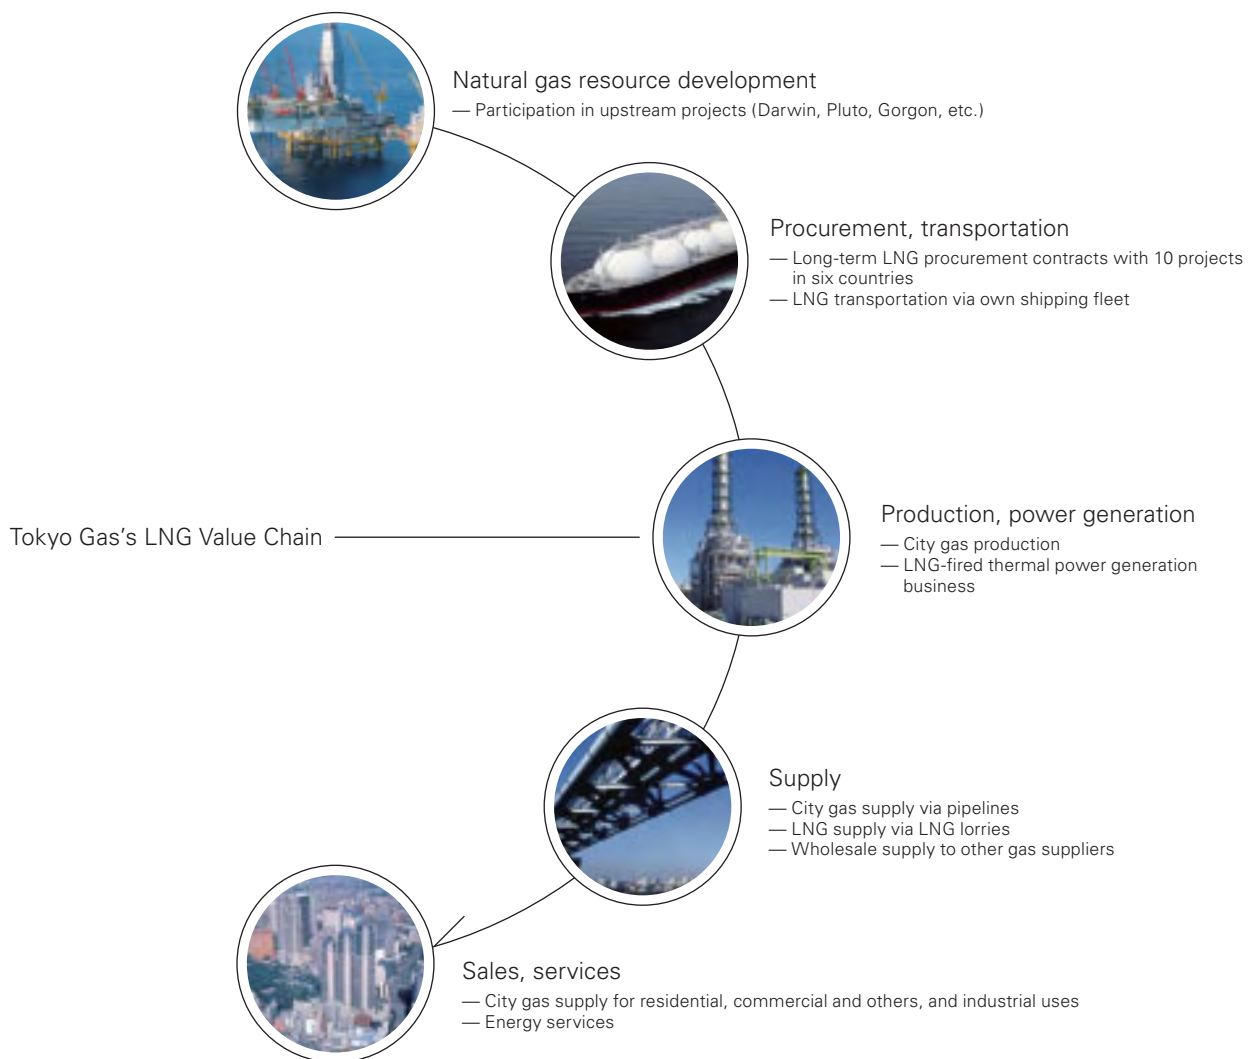 Natural gas resource development
— Participation in upstream projects (Darwin, Pluto, Gorgon, etc.)
Procurement, transportation
— Long-term LNG procurement contracts with 10 projects
in six countries
— LNG transportation via own shipping fleet
Tokyo Gas’s LNG Value Chain
Production, power generation
— City gas production
— LNG-fired thermal power generation
business
Supply
— City gas supply via pipelines
— LNG supply via LNG lorries
— Wholesale supply to other gas suppliers
Sales, services
— City gas supply for residential, commercial and others, and industrial uses
— Energy services